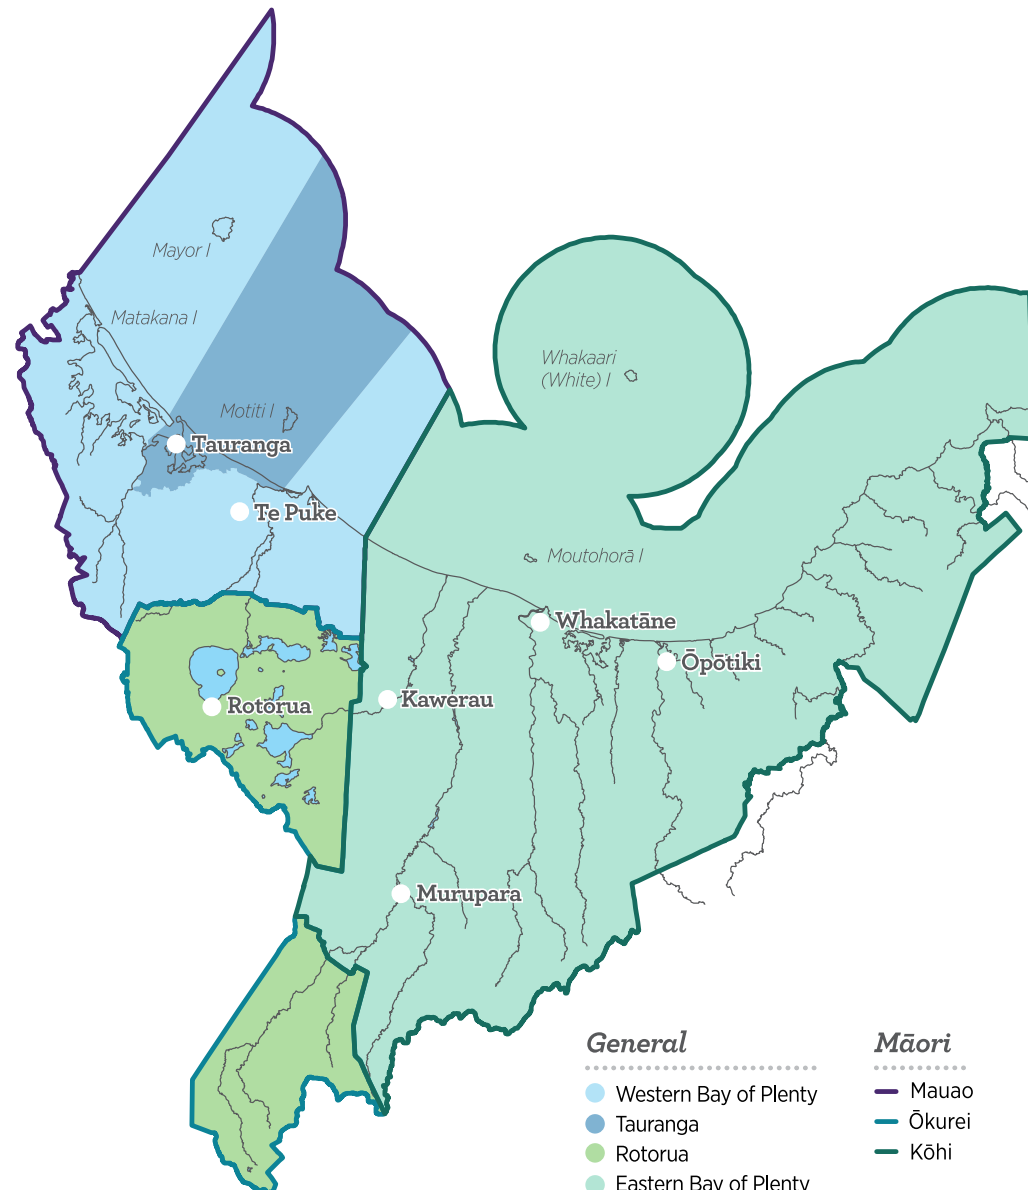 Mayor I
Matakana I
Whakaari
(White) I
Motiti I
Tauranga
Te Puke
Moutohorā I
Whakatāne
Ōpōtiki
Kawerau
Rotorua
Murupara
General
Western Bay of Plenty
Tauranga
Rotorua
Eastern Bay of Plenty
Māori
Mauao
Ōkurei
Kōhi